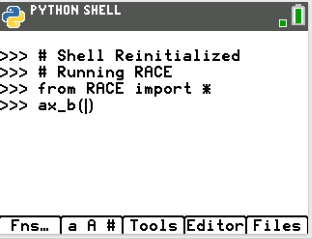 PYTHON SHELL
>>> # Shell Reinitialized
>>> # Running RACE
>>> from RACE import *
>>> ax_b(|)
Fns… a A # Tools Editor Files